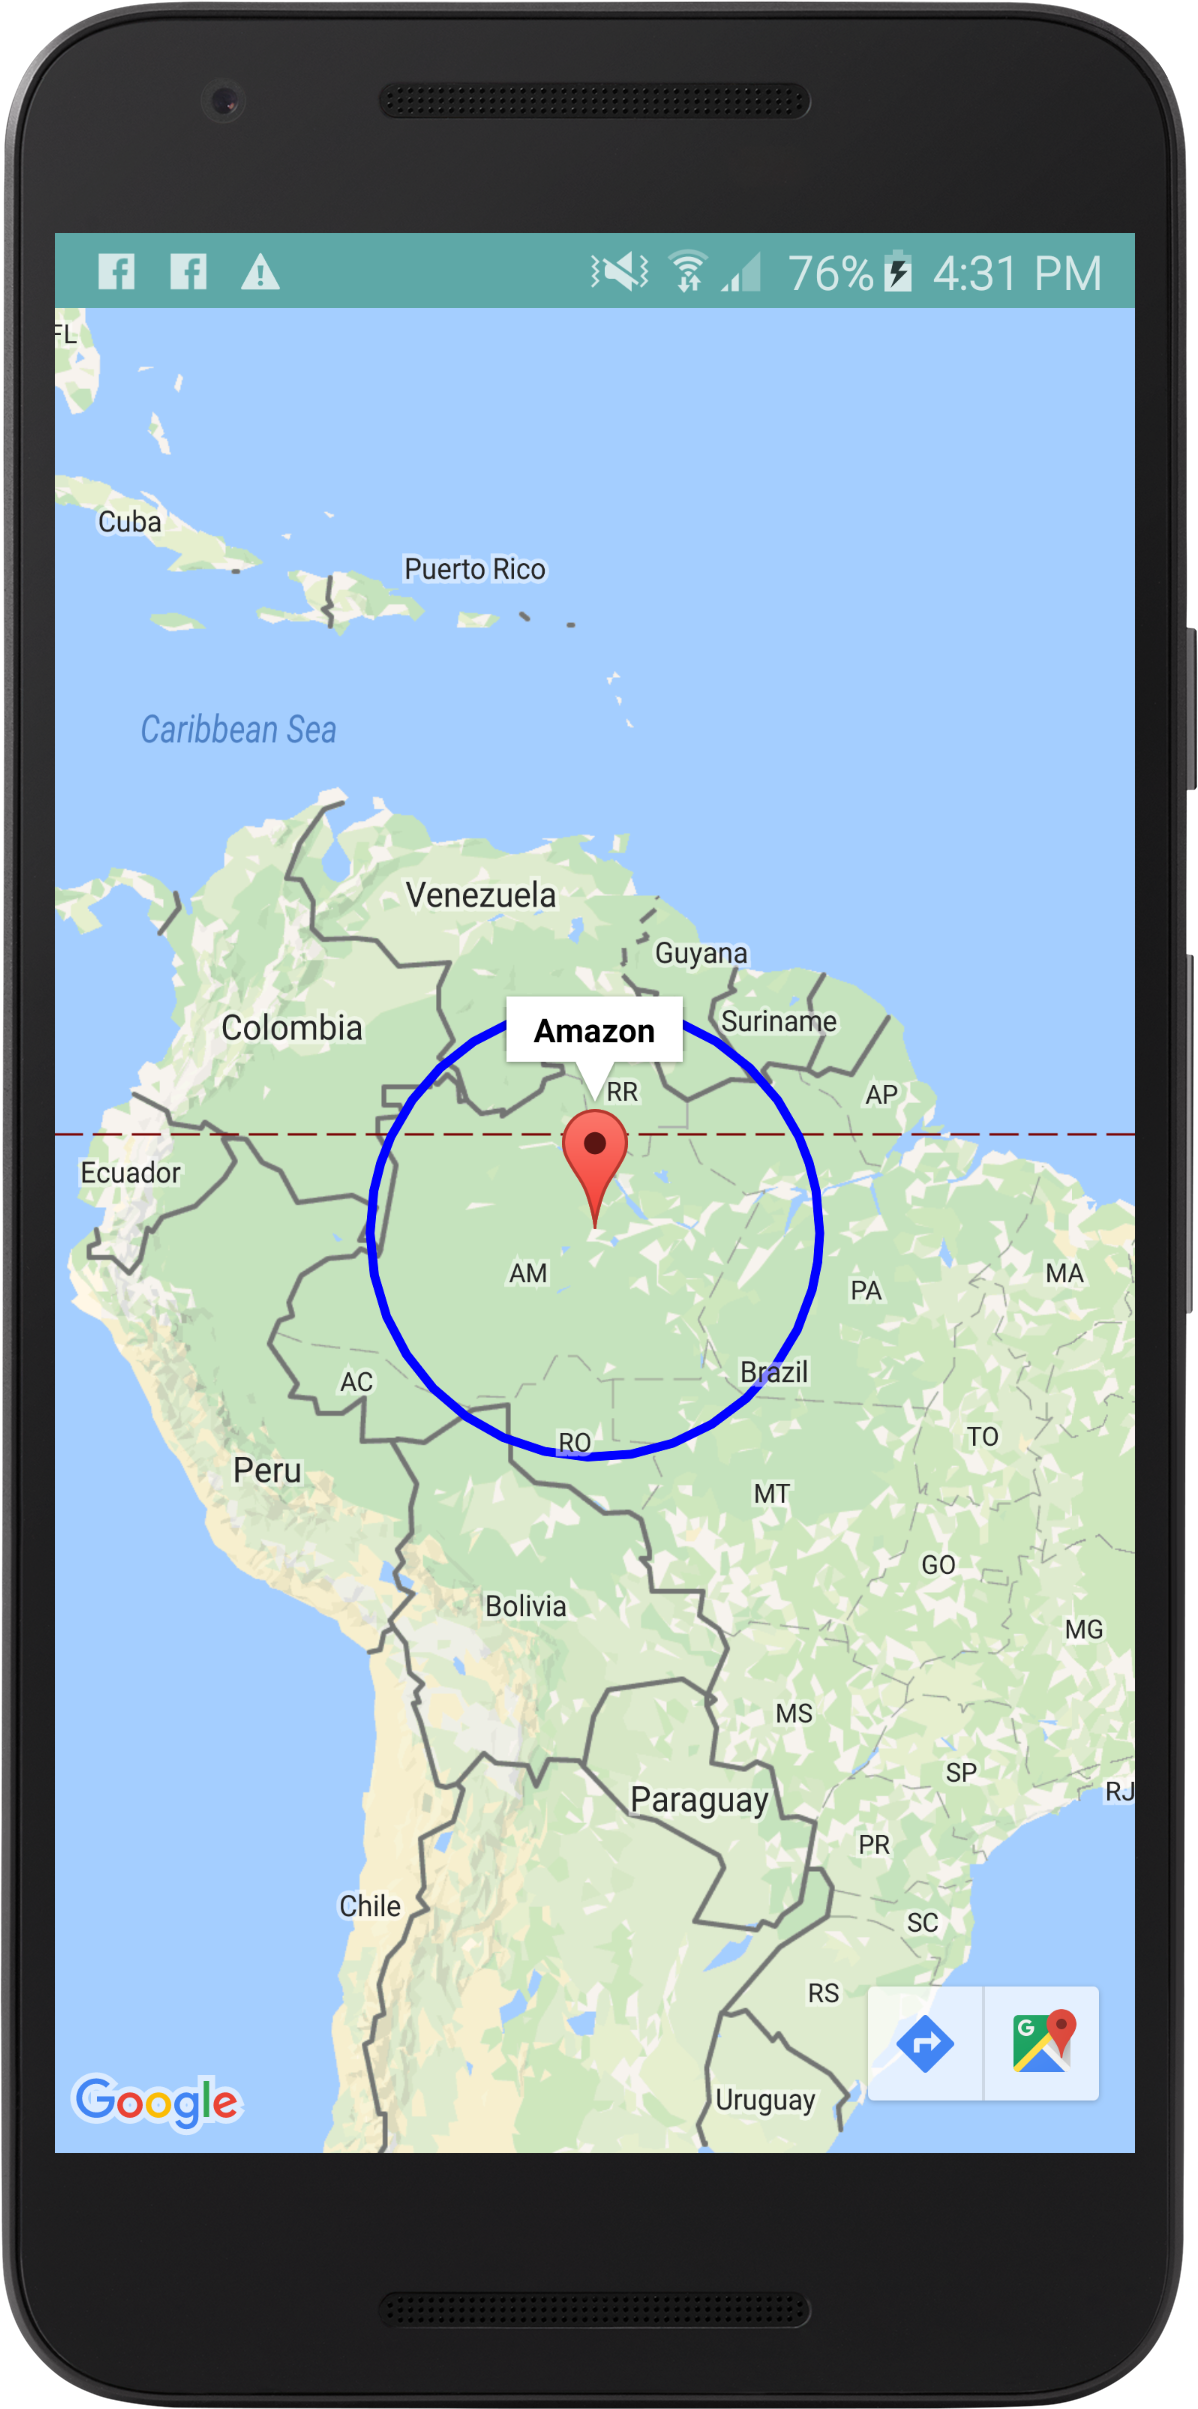 76% 4:31 PM
FL
Cuba
Puerto Rico
Caribbean Sea
Venezuela
Guyana
Suriname
Colombia
Amazon
RR
AP
Ecuador
AM
PA
MA
Brazil
AC
RO
TO
Peru
MT
GO
Bolivia
MG
MS
SP
RJ
Paraguay
PR
Chile
SC
RS
G
Uruguay
Google